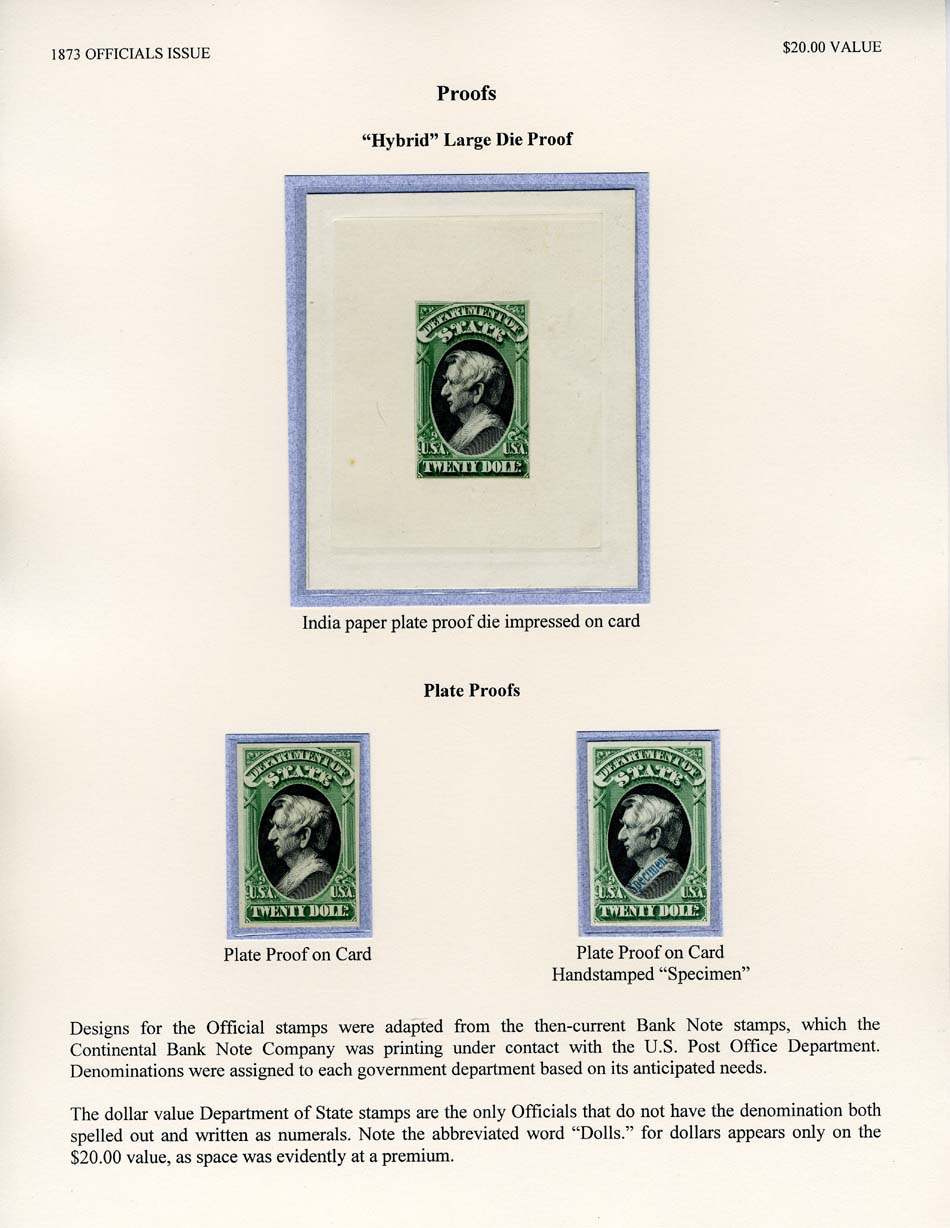 1873 OFFICIALS ISSUE
$20.00 VALUE
Proofs
“Hybrid” Large Die Proof
DEPARTMENT OF
STATE
U.S.A. U.S.A.
TWENTY DOLLS.
India paper plate proof die impressed on card
Plate Proofs
DEPARTMENT OF
STATE
U.S.A. U.S.A.
TWENTY DOLLS.
DEPARTMENT OF
STATE
Specimen
U.S.A. U.S.A.
TWENTY DOLLS.
Plate Proof on Card
Plate Proof on Card
Handstamped “Specimen”
Designs for the Official stamps were adapted from the then-current Bank Note stamps, which the
Continental Bank Note Company was printing under contact with the U.S. Post Office Department.
Denominations were assigned to each government department based on its anticipated needs.
The dollar value Department of State stamps are the only Officials that do not have the denomination both
spelled out and written as numerals. Note the abbreviated word “Dolls.” for dollars appears only on the
$20.00 value, as space was evidently at a premium.